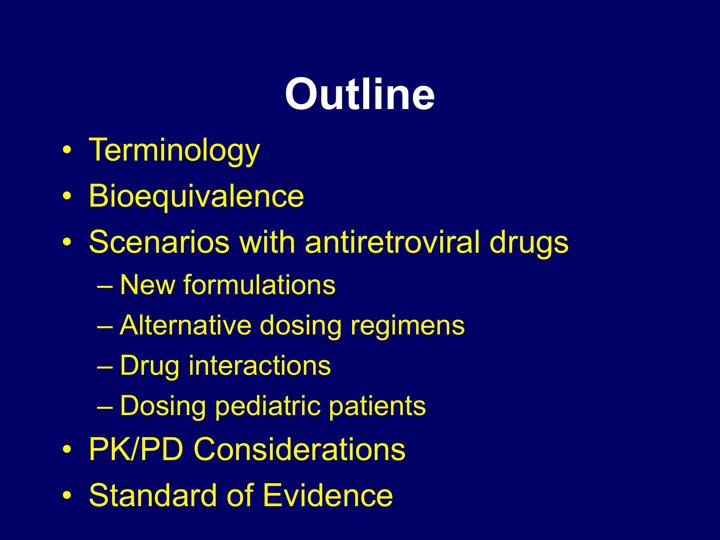 Outline
• Terminology
• Bioequivalence
• Scenarios with antiretroviral drugs
– New formulations
– Alternative dosing regimens
– Drug interactions
– Dosing pediatric patients
• PK/PD Considerations
• Standard of Evidence